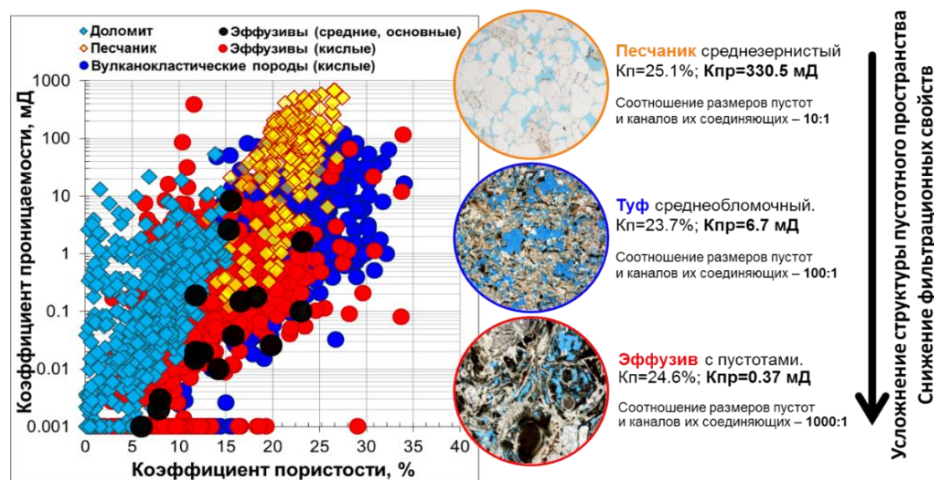 Доломит
Эффузивы (средние, основные)
Песчаник
Эффузивы (кислые)
Вулканокластические породы (кислые)
Коэффициент проницаемости, мД
1000
100
10
1
0.1
0.01
0.001
0 5 10 15 20 25 30 35 40
Коэффициент пористости, %
Песчаник среднезернистый
Кп=25.1%; Кпр=330.5 мД
Соотношение размеров пустот
и каналов их соединяющих – 10:1
Туф среднеобломочный.
Кп=23.7%; Кпр=6.7 мД
Соотношение размеров пустот
и каналов их соединяющих – 100:1
Эффузив с пустотами.
Кп=24.6%; Кпр=0.37 мД
Соотношение размеров пустот
и каналов их соединяющих – 1000:1
Усложнение структуры пустотного пространства
Снижение фильтрационных свойств